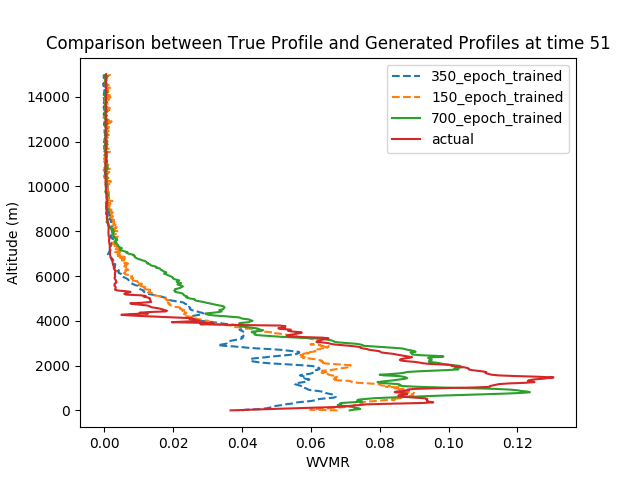 Comparison between True Profile and Generated Profiles at time 51
350_epoch_trained
150_epoch_trained
700_epoch_trained
actual
14000
12000
10000
8000
6000
4000
2000
0
Altitude (m)
0.00 0.02 0.04 0.06 0.08 0.10 0.12
WVMR